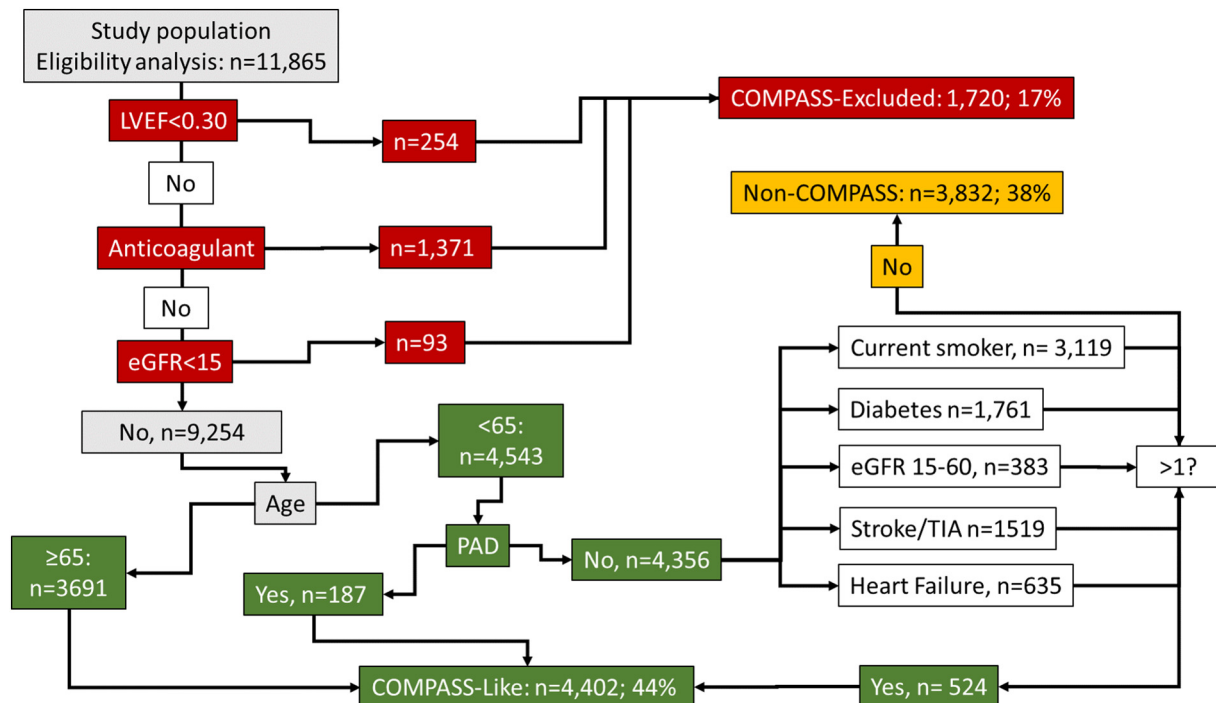 Study population
Eligibility analysis: n=11,865
LVEF<0.30
n=254
COMPASS-Excluded: 1,720; 17%
No
Non-COMPASS: n=3,832; 38%
Anticoagulant
n=1,371
No
No
eGFR<15
n=93
Current smoker, n= 3,119
No, n=9,254
<65:
n=4,543
Diabetes n=1,761
eGFR 15-60, n=383
>1?
Age
Stroke/TIA n=1519
PAD
No, n=4,356
≥65:
n=3691
Yes, n=187
Heart Failure, n=635
COMPASS-Like: n=4,402; 44%
Yes, n= 524